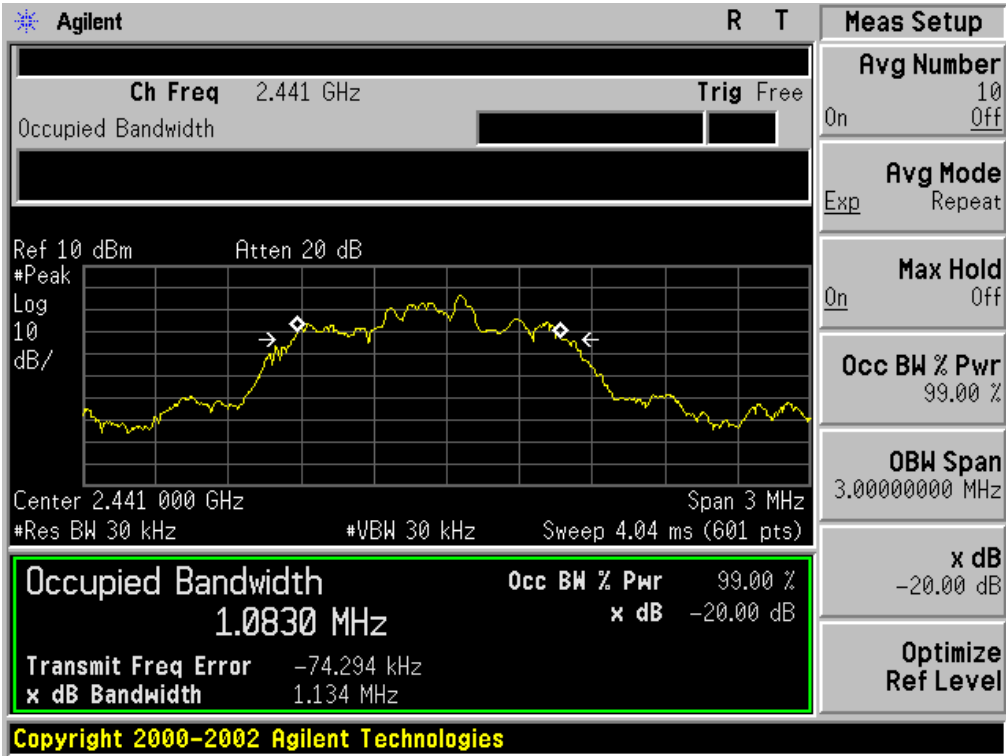 Agilent R T
Ch Freq 2.441 GHz Trig Free
Occupied Bandwidth
Ref 10 dBm Atten 20 dB
#Peak
Log
10
dB/
Center 2.441 000 GHz Span 3 MHz
#Res BW 30 kHz #VBW 30 kHz Sweep 4.04 ms (601 pts)
Occupied Bandwidth Occ BW % Pwr 99.00 %
1.0830 MHz x dB -20.00 dB
Transmit Freq Error -74.294 kHz
x dB Bandwidth 1.134 MHz
Copyright 2000-2002 Agilent Technologies
Meas Setup
Avg Number
10
On Off
Avg Mode
Exp Repeat
Max Hold
On Off
Occ BW % Pwr
99.00 %
OBW Span
3.00000000 MHz
x dB
-20.00 dB
Optimize
Ref Level